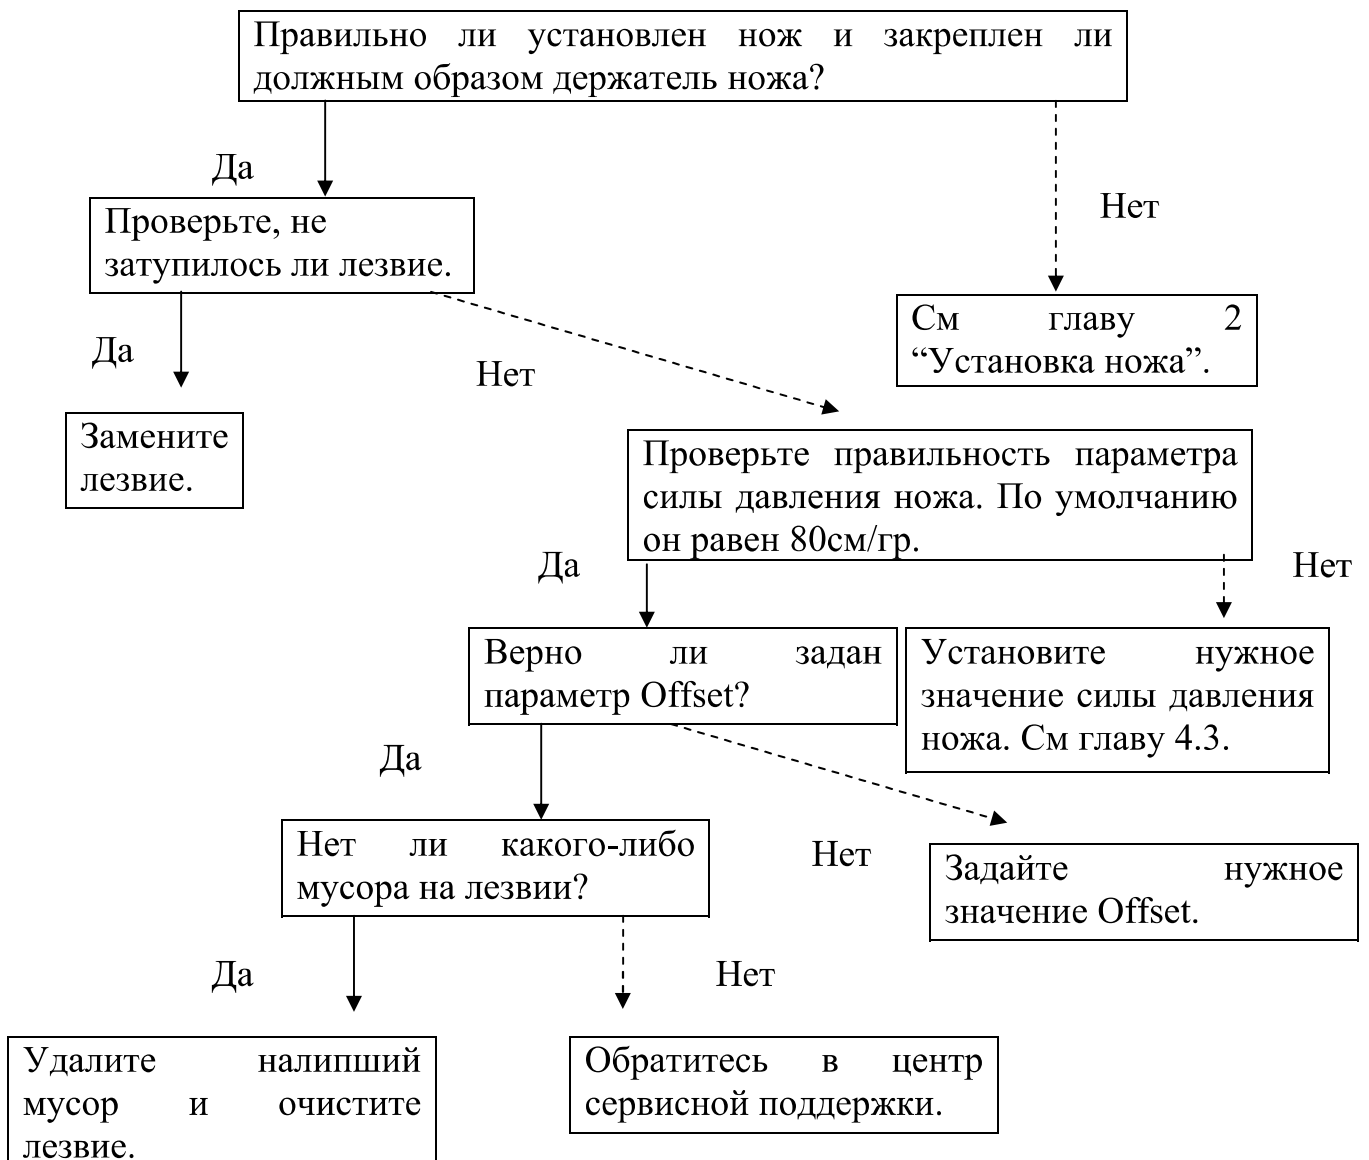 Правильно ли установлен нож и закреплен ли
должным образом держатель ножа?
Да
Нет
Проверьте, не
затупилось ли лезвие.
См главу 2
“Установка ножа”.
Да
Нет
Замените
лезвие.
Проверьте правильность параметра
силы давления ножа. По умолчанию
он равен 80см/гр.
Да
Нет
Верно ли задан
параметр Offset?
Установите нужное
значение силы давления
ножа. См главу 4.3.
Да
Нет
Нет ли какого-либо
мусора на лезвии?
Задайте нужное
значение Offset.
Да
Нет
Удалите налипший
мусор и очистите
лезвие.
Обратитесь в центр
сервисной поддержки.